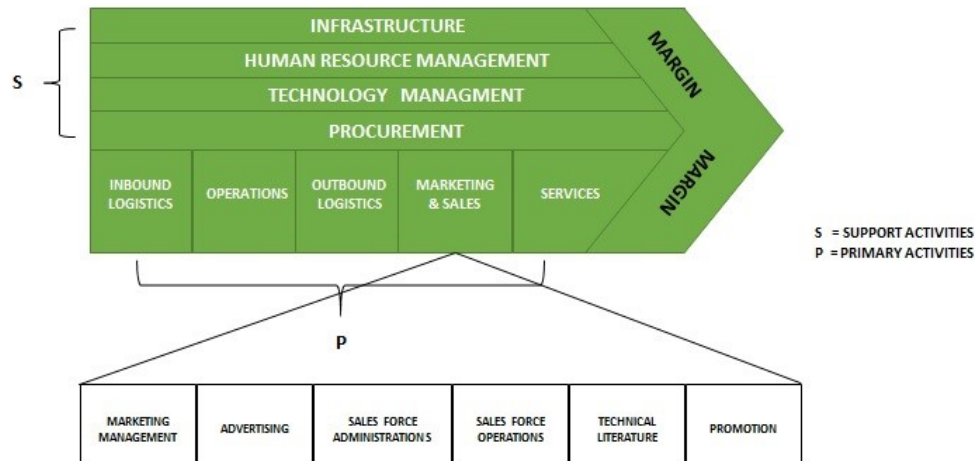 INFRASTRUCTURE
HUMAN RESOURCE MANAGEMENT
TECHNOLOGY MANAGMENT
PROCUREMENT
MARGIN
MARGIN
S
INBOUND
LOGISTICS
OPERATIONS
OUTBOUND
LOGISTICS
MARKETING
& SALES
SERVICES
S = SUPPORT ACTIVITIES
P = PRIMARY ACTIVITIES
P
MARKETING
MANAGEMENT
ADVERTISING
SALES FORCE
ADMINISTRATIONS
SALES FORCE
OPERATIONS
TECHNICAL
LITERATURE
PROMOTION